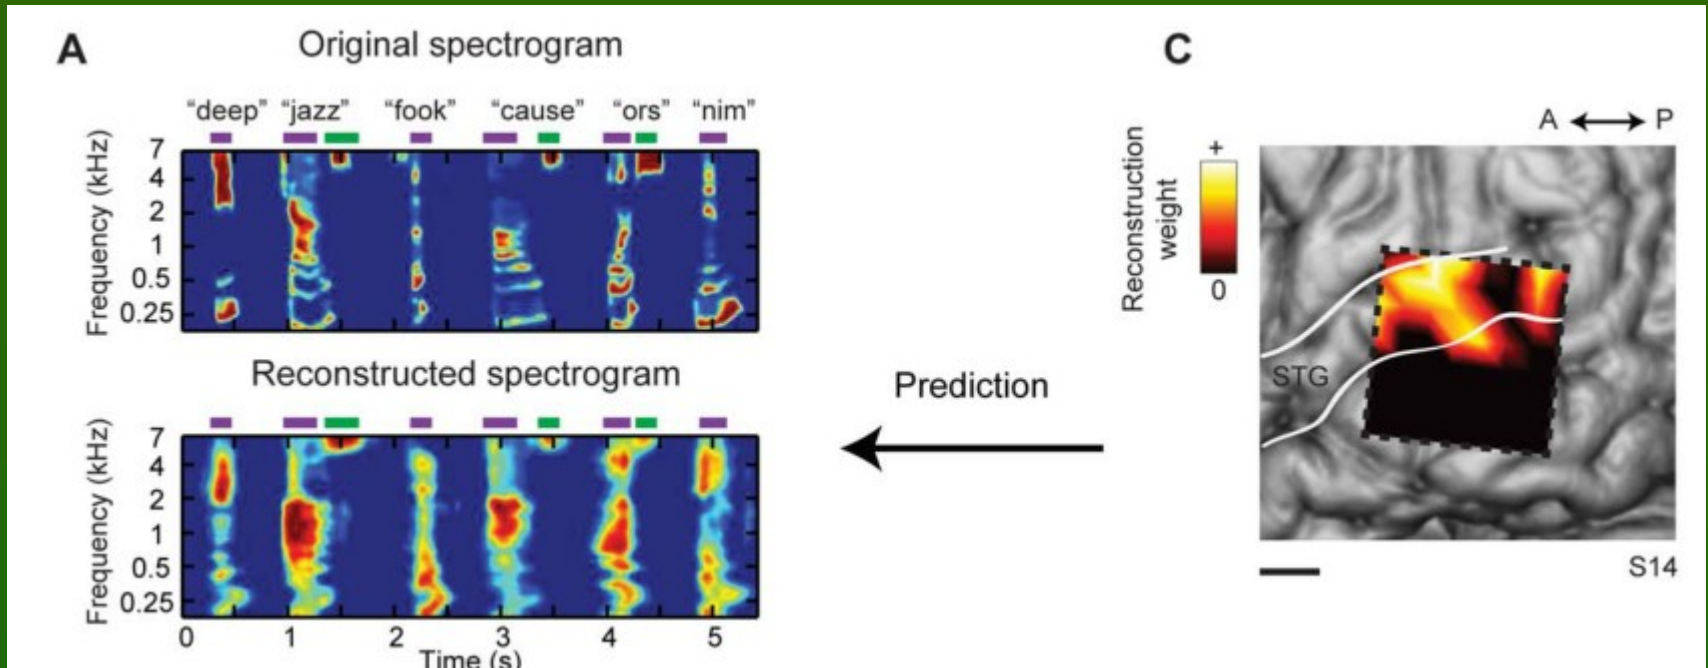 A
Original spectrogram
“deep” “jazz” “fook” “cause” “ors” “nim”
Frequency (kHz)
7
4
2
1
0.5
0.25
Reconstructed spectrogram
Frequency (kHz)
7
4
2
1
0.5
0.25
0 1 2 3 4 5
Time (s)
Prediction
C
A P
Reconstruction
weight
+
0
STG
S14